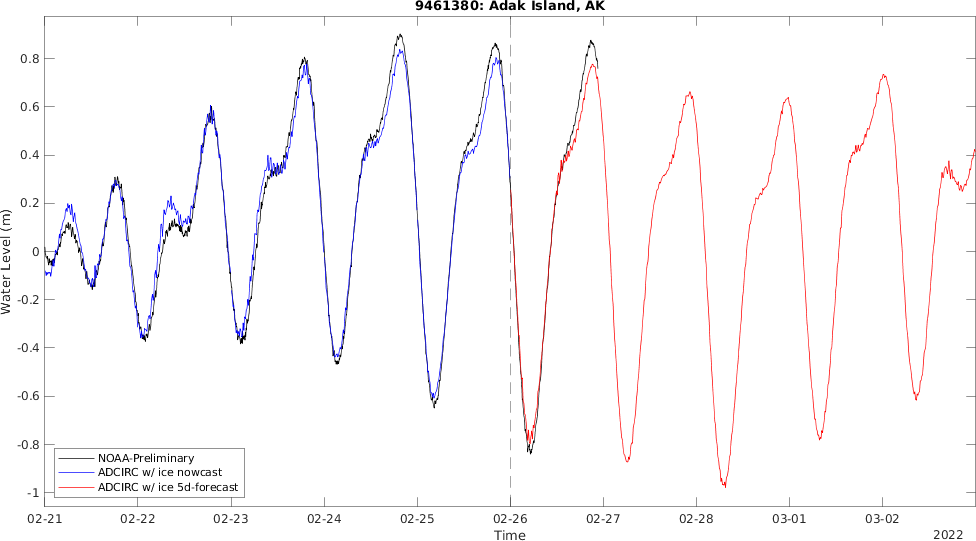 9461380: Adak Island, AK
Water Level (m)
0.8
0.6
0.4
0.2
0
-0.2
-0.4
-0.6
-0.8
-1
NOAA-Preliminary
ADCIRC w/ ice nowcast
ADCIRC w/ ice 5d-forecast
02-21 02-22 02-23 02-24 02-25 02-26 02-27 02-28 03-01 03-02
Time
2022